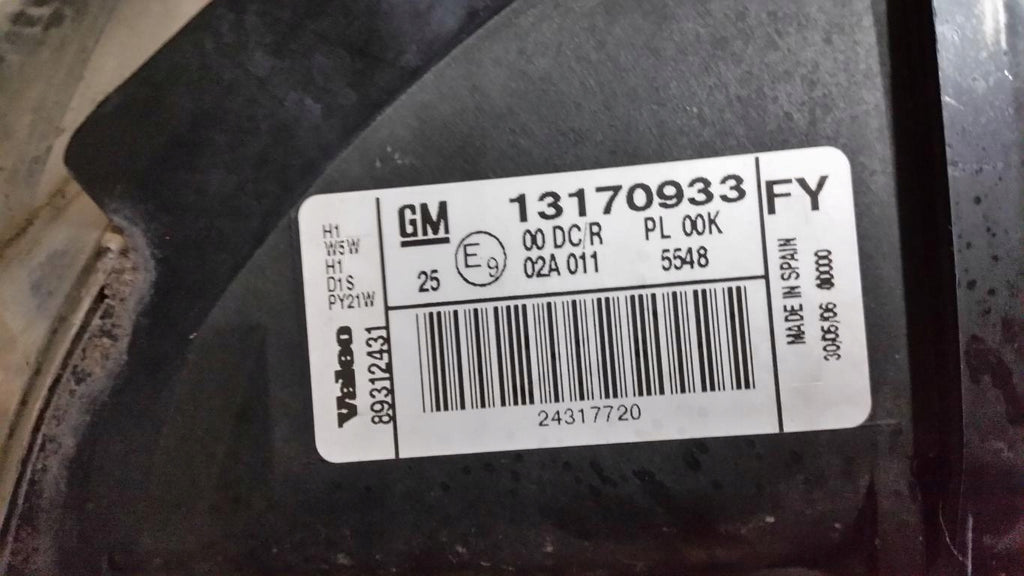 H1
W5W
H1
D1S
PY21W
Valeo
89312431
GM
13170933
FY
25
E9
00 DC/R PL 00K
02A 011 5548
24317720
MADE IN SPAIN
30/05/06 00000